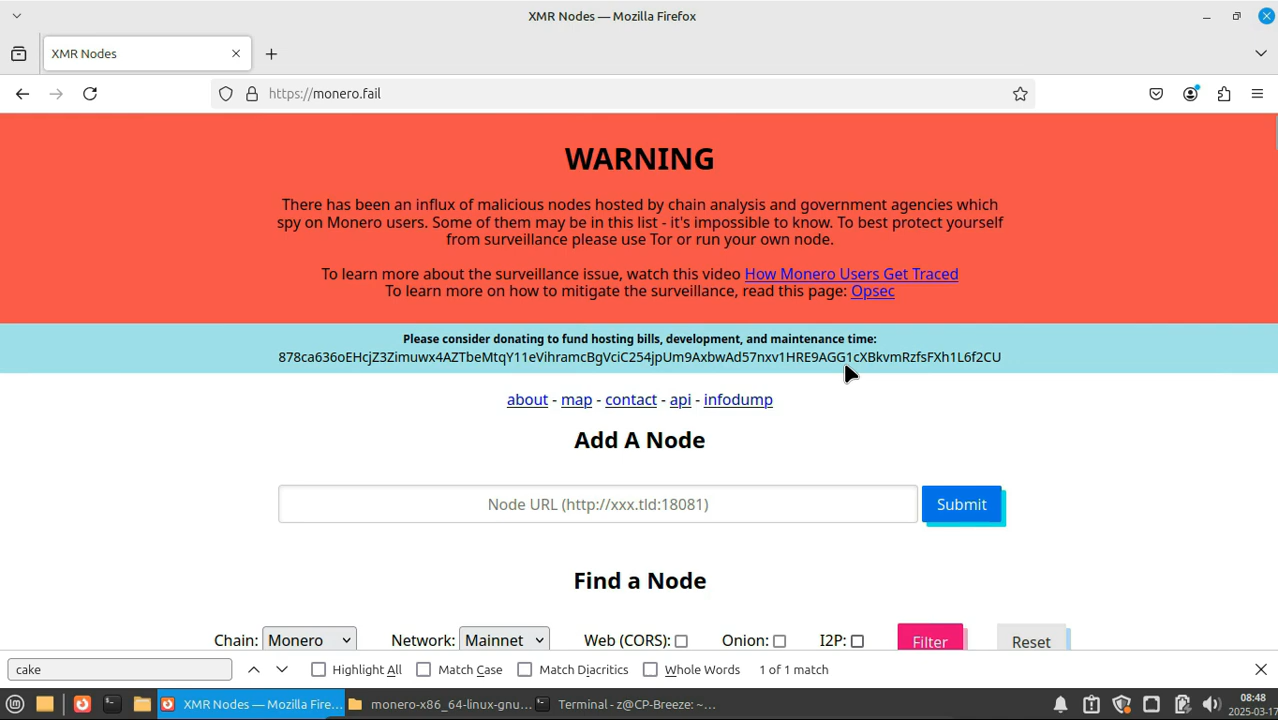 XMR Nodes — Mozilla Firefox
XMR Nodes
https://monero.fail
WARNING
There has been an influx of malicious nodes hosted by chain analysis and government agencies which
spy on Monero users. Some of them may be in this list - it's impossible to know. To best protect yourself
from surveillance please use Tor or run your own node.
To learn more about the surveillance issue, watch this video How Monero Users Get Traced
To learn more on how to mitigate the surveillance, read this page: Opsec
Please consider donating to fund hosting bills, development, and maintenance time:
878ca636oEHcjZ3Zimuwx4AZTbeMtqY11eVihramcBgVciC254jpUm9AxbwAd57nxv1HRE9AGG1cXBkvmRzfsFXh1L6f2CU
about - map - contact - api - infodump
Add A Node
Node URL (http://xxx.tld:18081)
Submit
Find a Node
Chain: Monero Network: Mainnet Web (CORS): Onion: I2P: Filter Reset
cake Highlight All Match Case Match Diacritics Whole Words 1 of 1 match
XMR Nodes — Mozilla Fire... monero-x86_64-linux-gnu... Terminal - z@CP-Breeze: ~... 08:48
2025-03-17